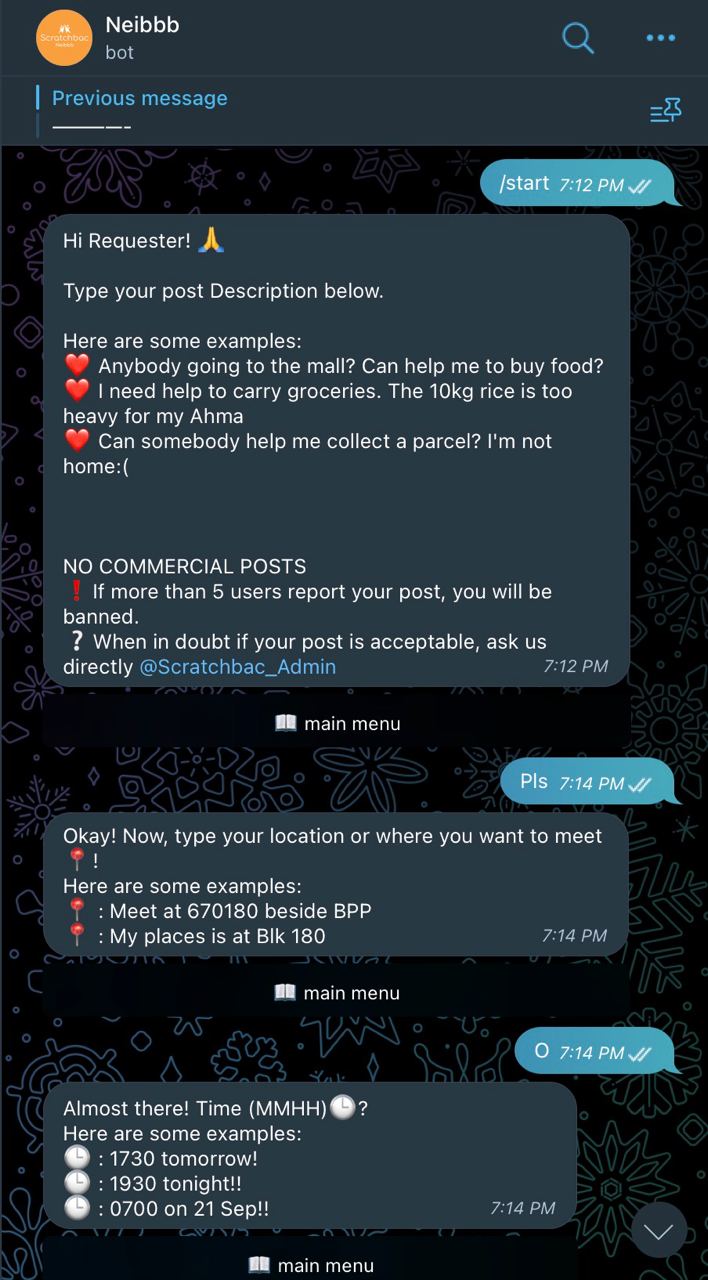 Scratchbac
Neibbb
Neibbb
bot
Previous message
————-
/start 7:12 PM
Hi Requester! 🙏
Type your post Description below.
Here are some examples:
❤️ Anybody going to the mall? Can help me to buy food?
❤️ I need help to carry groceries. The 10kg rice is too
heavy for my Ahma
❤️ Can somebody help me collect a parcel? I'm not
home:(
NO COMMERCIAL POSTS
❗ If more than 5 users report your post, you will be
banned.
❔ When in doubt if your post is acceptable, ask us
directly @Scratchbac_Admin 7:12 PM
📖 main menu
Pls 7:14 PM
Okay! Now, type your location or where you want to meet
📍!
Here are some examples:
📍 : Meet at 670180 beside BPP
📍 : My places is at Blk 180 7:14 PM
📖 main menu
O 7:14 PM
Almost there! Time (MMHH)🕒?
Here are some examples:
🕒 : 1730 tomorrow!
🕒 : 1930 tonight!!
🕒 : 0700 on 21 Sep!! 7:14 PM
📖 main menu